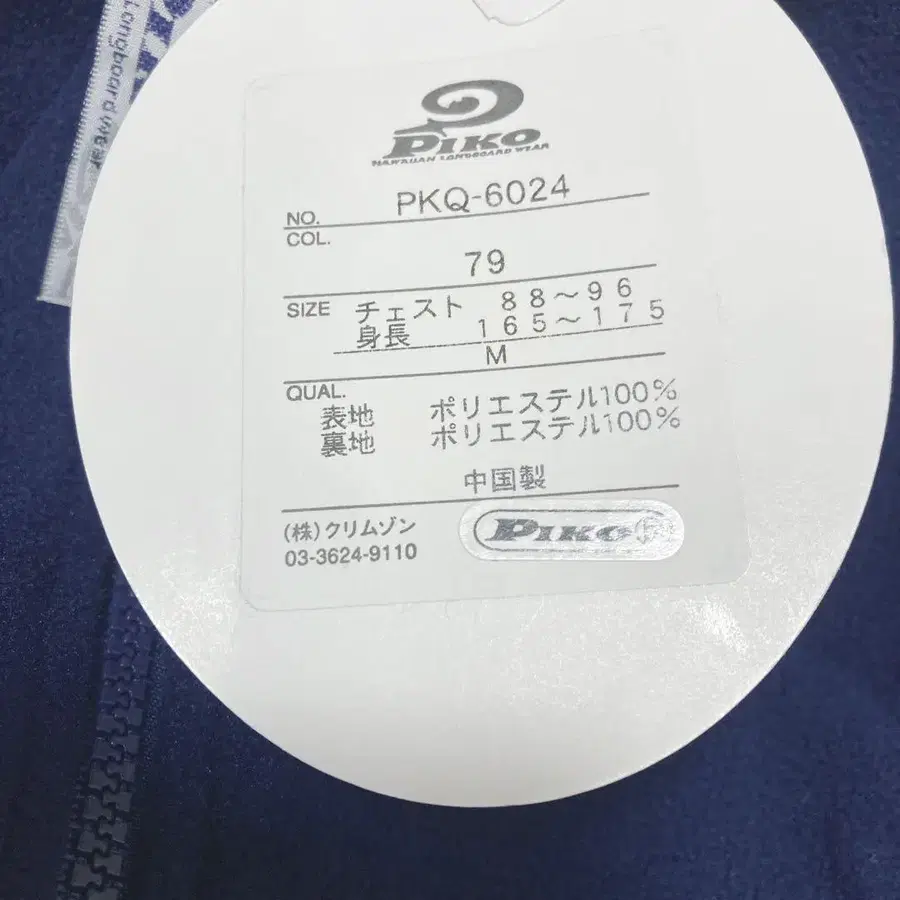 Longboard Wear
PIKO
HAWAIIAN LONGBOARD WEAR
NO. PKQ-6024
COL. 79
SIZE チェスト 88～96
身長 165～175
M
QUAL.
表地 ポリエステル100%
裏地 ポリエステル100%
中国製
(株)クリムゾン
03-3624-9110
PIKO